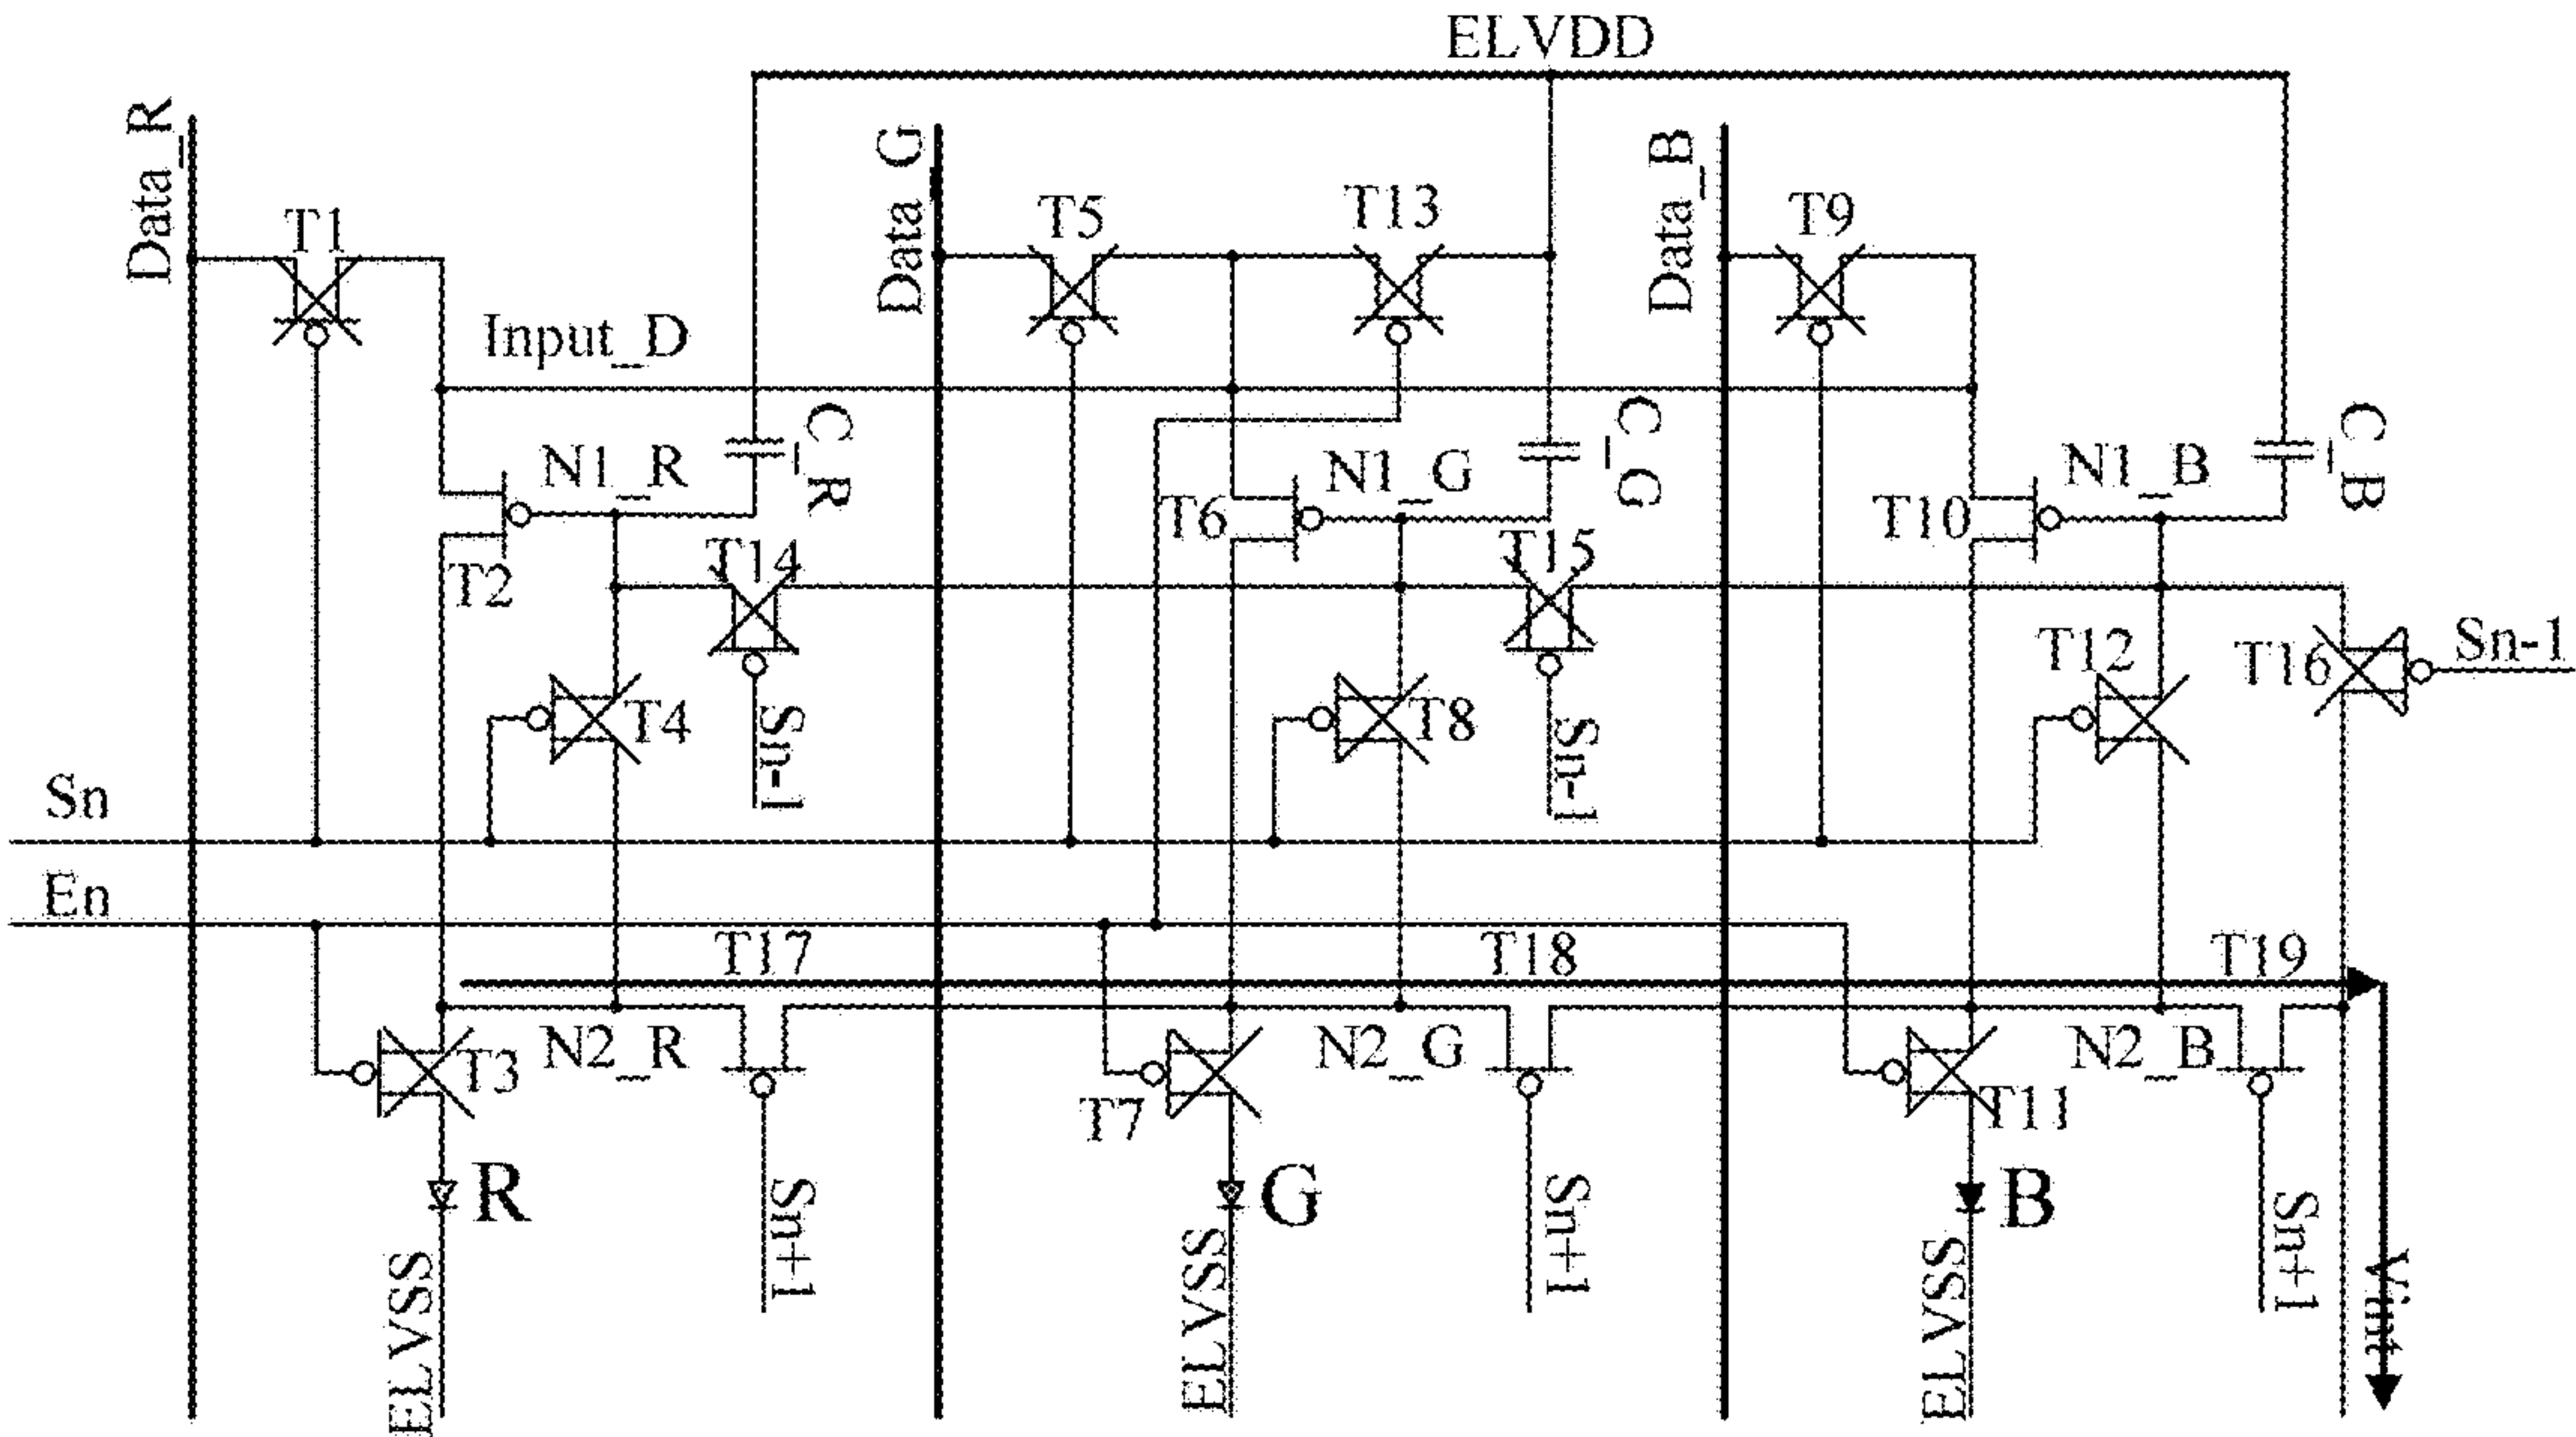 ELVDD
Data_R
Data_G
Data_B
T1
T5
T13
T9
Input_D
C_R
C_G
C_B
N1_R
N1_G
N1_B
T2
T6
T10
T14
T15
T4
T8
T12
T16
Sn-1
Sn-1
Sn-1
Sn
En
T17
T18
T19
N2_R
N2_G
N2_B
T3
T7
T11
R
G
B
Sn+1
Sn+1
Sn+1
ELVSS
ELVSS
ELVSS
Vint